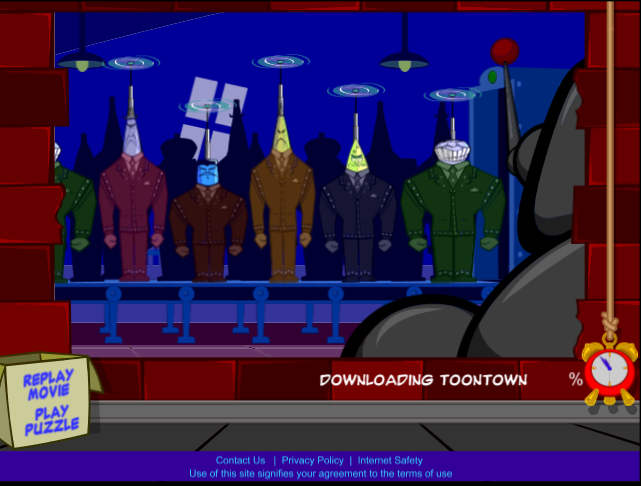 DOWNLOADING TOONTOWN %
REPLAY
MOVIE
PLAY
PUZZLE
Contact Us | Privacy Policy | Internet Safety
Use of this site signifies your agreement to the terms of use